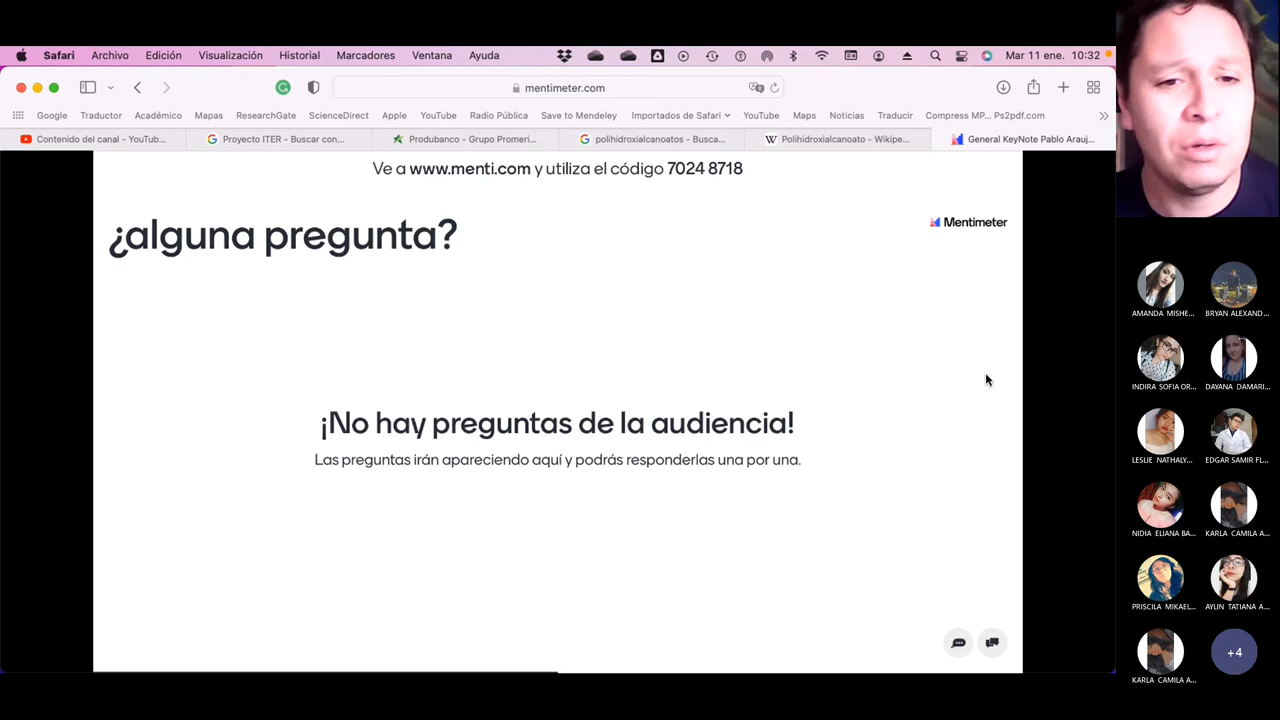 Safari Archivo Edición Visualización Historial Marcadores Ventana Ayuda Mar 11 ene. 10:32
mentimeter.com
Google Traductor Académico Mapas ResearchGate ScienceDirect Apple YouTube Radio Pública Save to Mendeley Importados de Safari YouTube Maps Noticias Traducir Compress MP... Ps2pdf.com
Contenido del canal - YouTub... Proyecto ITER - Buscar con... Produbanco - Grupo Promeri... polihidroxialcanoatos - Busca... Polihidroxialcanoato - Wikipe... General KeyNote Pablo Arauj...
Ve a www.menti.com y utiliza el código 7024 8718
¿alguna pregunta?
Mentimeter
¡No hay preguntas de la audiencia!
Las preguntas irán apareciendo aquí y podrás responderlas una por una.
AMANDA MISHE... BRYAN ALEXAND...
INDIRA SOFIA OR... DAYANA DAMARI...
LESLIE NATHALY... EDGAR SAMIR FL...
NIDIA ELIANA BA... KARLA CAMILA A...
PRISCILA MIKAEL... AYLIN TATIANA A...
KARLA CAMILA A... +4